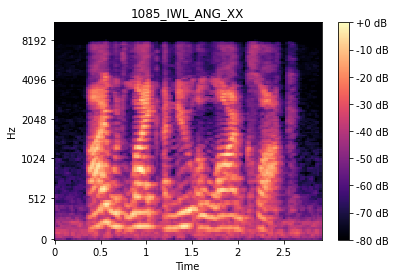 1085_IWL_ANG_XX
8192
4096
2048
1024
512
0
Hz
0
0.5
1
1.5
2
2.5
Time
+0 dB
-10 dB
-20 dB
-30 dB
-40 dB
-50 dB
-60 dB
-70 dB
-80 dB